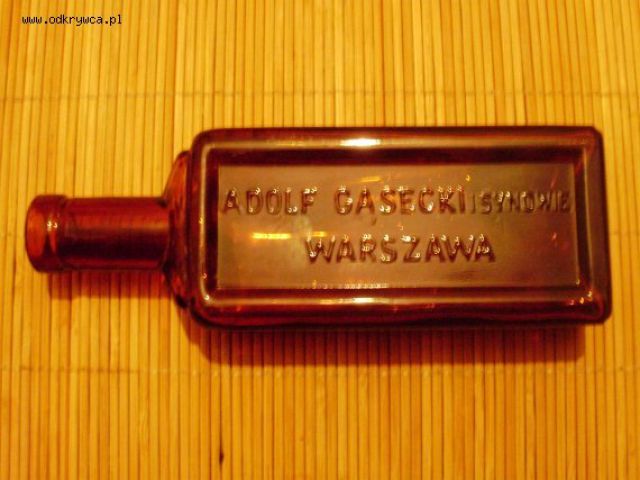 www.odkrywca.pl
ADOLF GĄSECKI i SYNOWIE
WARSZAWA